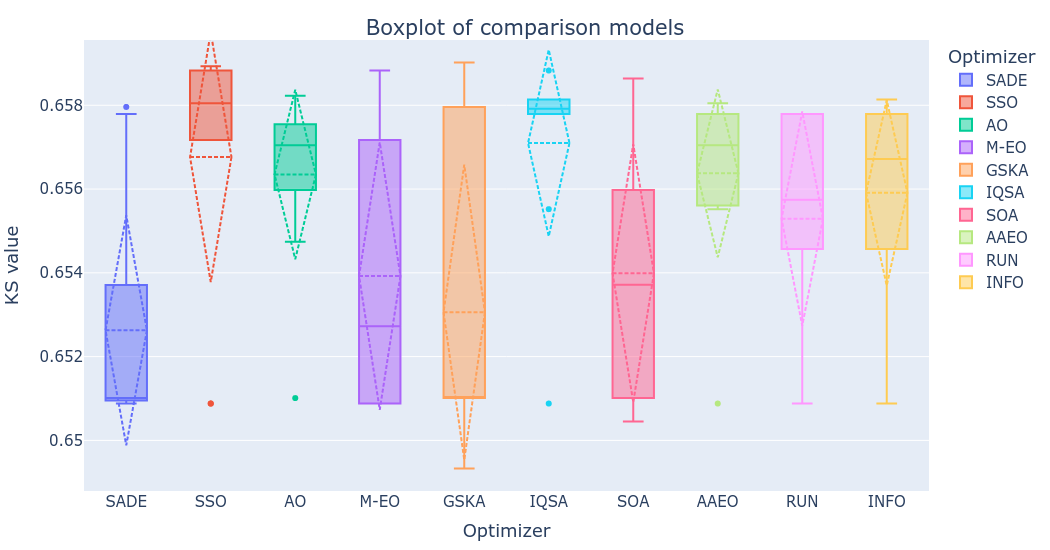 Boxplot of comparison models
KS value
0.658
0.656
0.654
0.652
0.65
SADE
SSO
AO
M-EO
GSKA
IQSA
SOA
AAEO
RUN
INFO
Optimizer
Optimizer
SADE
SSO
AO
M-EO
GSKA
IQSA
SOA
AAEO
RUN
INFO